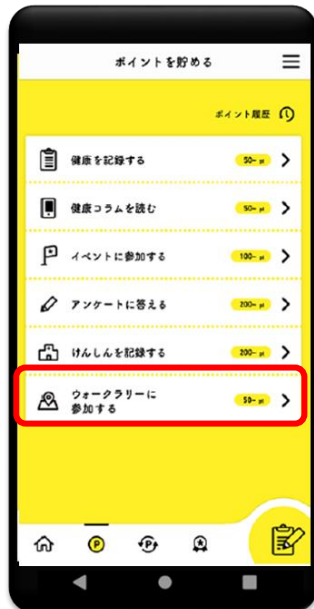 ポイントを貯める
ポイント履歴
健康を記録する
50~ pt
健康コラムを読む
50~ pt
イベントに参加する
100~ pt
アンケートに答える
200~ pt
けんしんを記録する
200~ pt
ウォークラリーに
参加する
50~ pt